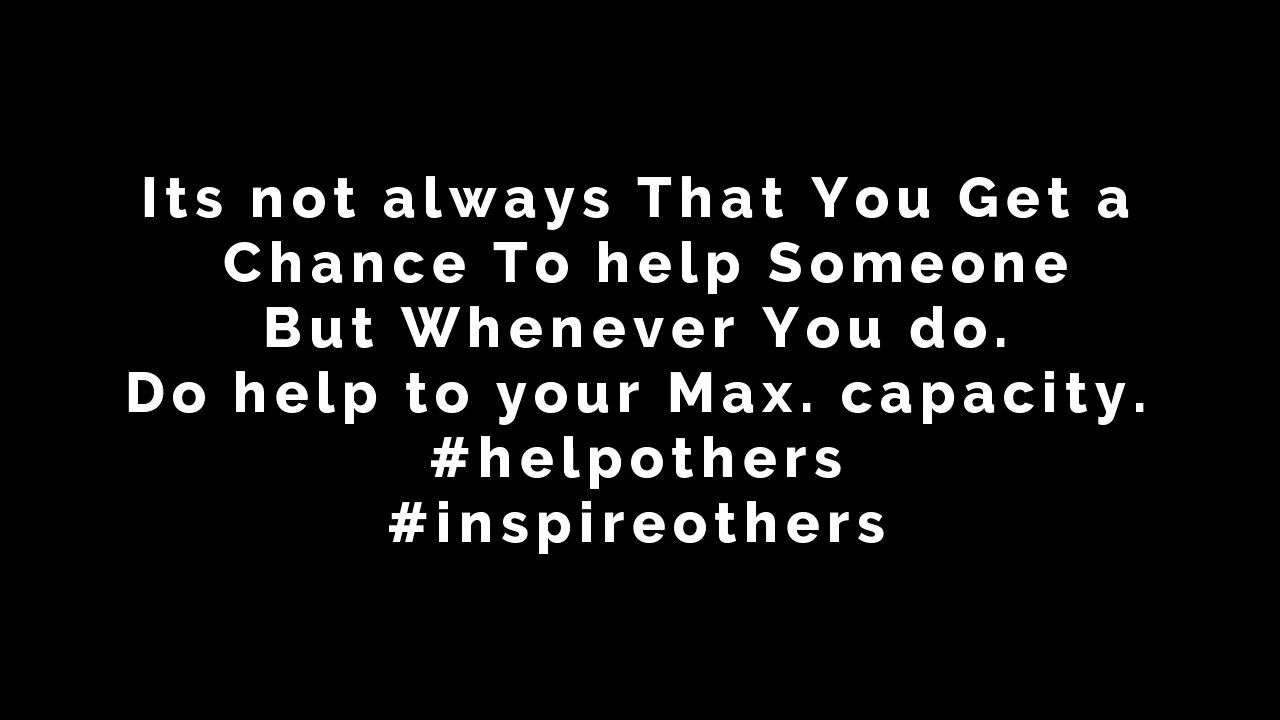 Its not always That You Get a
Chance To help Someone
But Whenever You do.
Do help to your Max. capacity.
#helpothers
#inspireothers